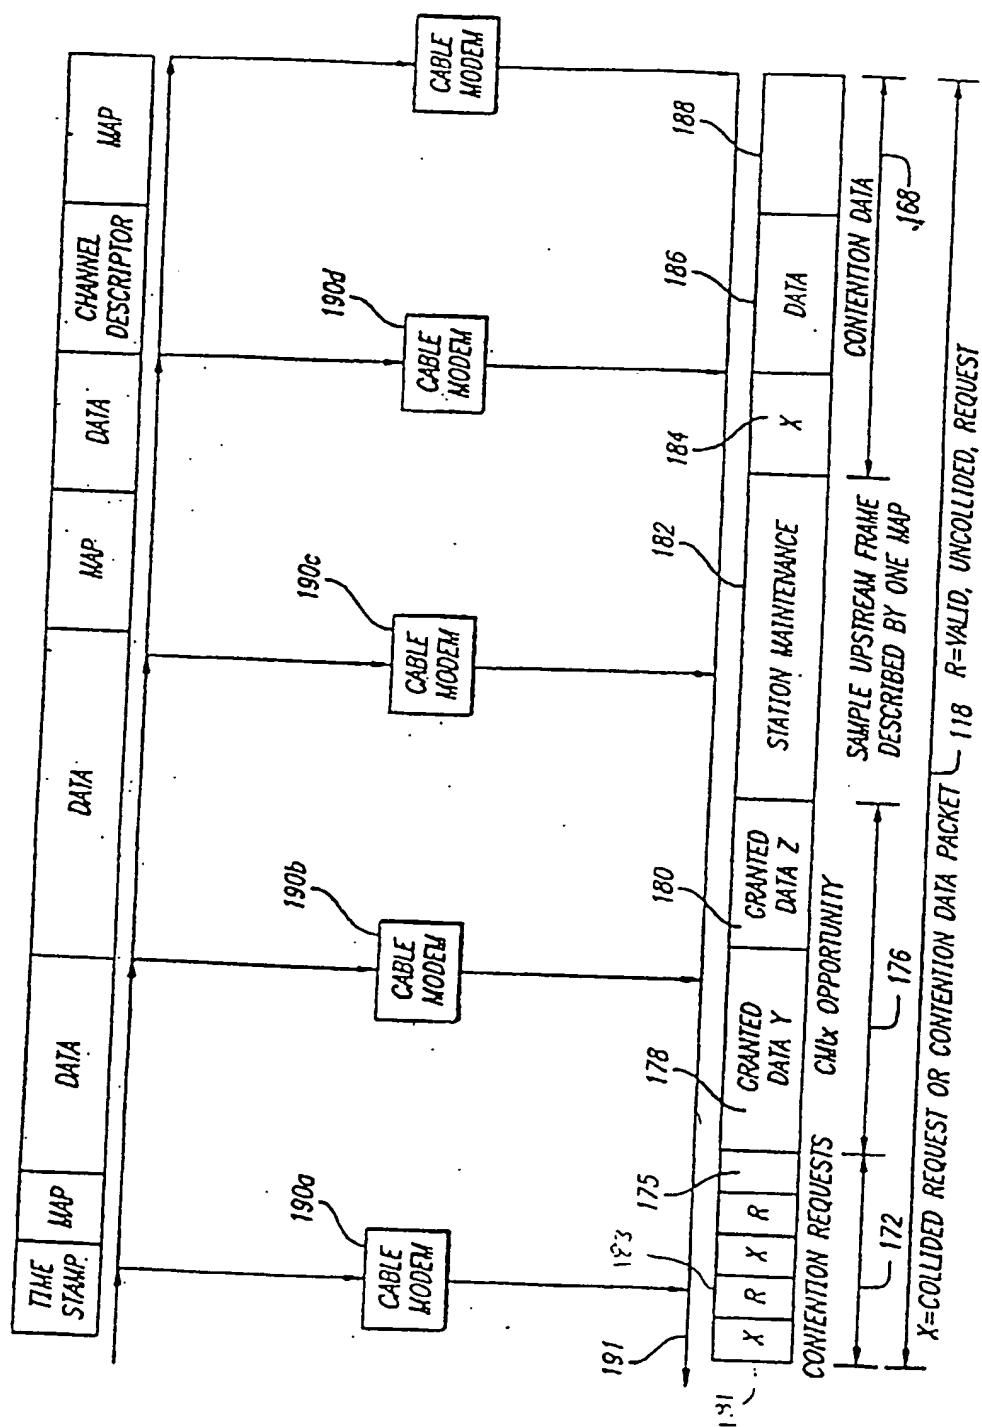 TIME
STAMP.
MAP
DATA
DATA
MAP.
DATA
CHANNEL
DESCRIPTOR
MAP
190a
CABLE
MODEM
190b
CABLE
MODEM
190c
CABLE
MODEM
190d
CABLE
MODEM
CABLE
MODEM
191
175
178
180
182
184
186
188
X
R
X
R
GRANTED
DATA Y
GRANTED
DATA Z
STATION MAINTENANCE
X
DATA
CONTENTION REQUESTS
CMtx OPPORTUNITY
SAMPLE UPSTREAM FRAME
DESCRIBED BY ONE MAP
CONTENTION DATA
172
176
168
118
X=COLLIDED REQUEST OR CONTENTION DATA PACKET
R=VALID, UNCOLLIDED, REQUEST